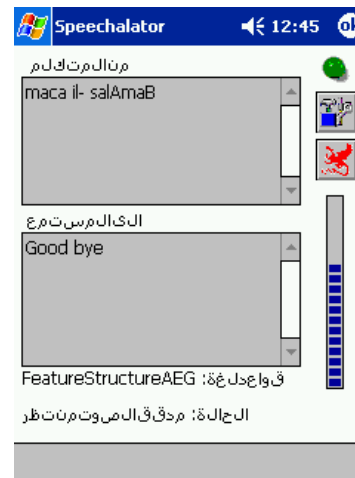 Speechalator 12:45 ok
من المتكلم
maca il- salAmaB
الى المستمع
Good bye
قواعد لغة: FeatureStructureAEG
الحالة: مدقق الصوت منتظر